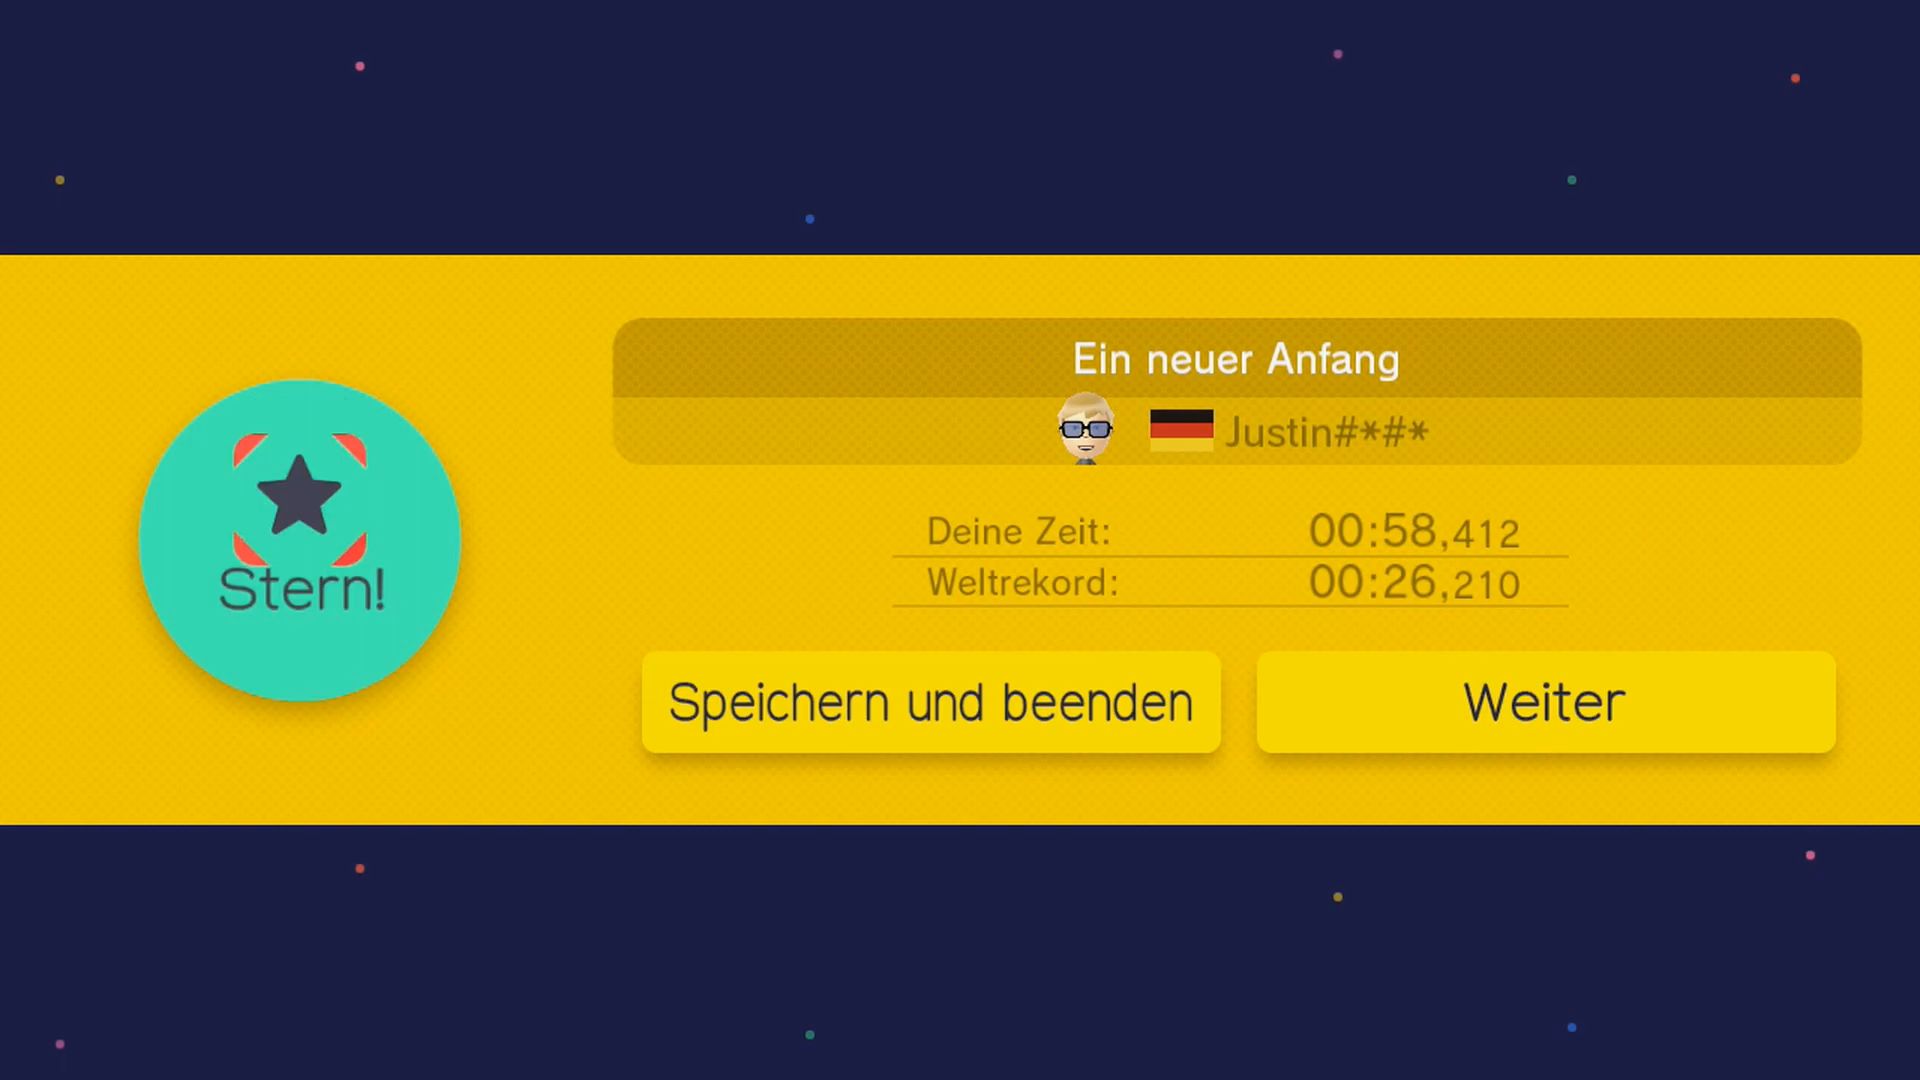 Ein neuer Anfang
Justin#*#*
Stern!
Deine Zeit: 00:58,412
Weltrekord: 00:26,210
Speichern und beenden
Weiter